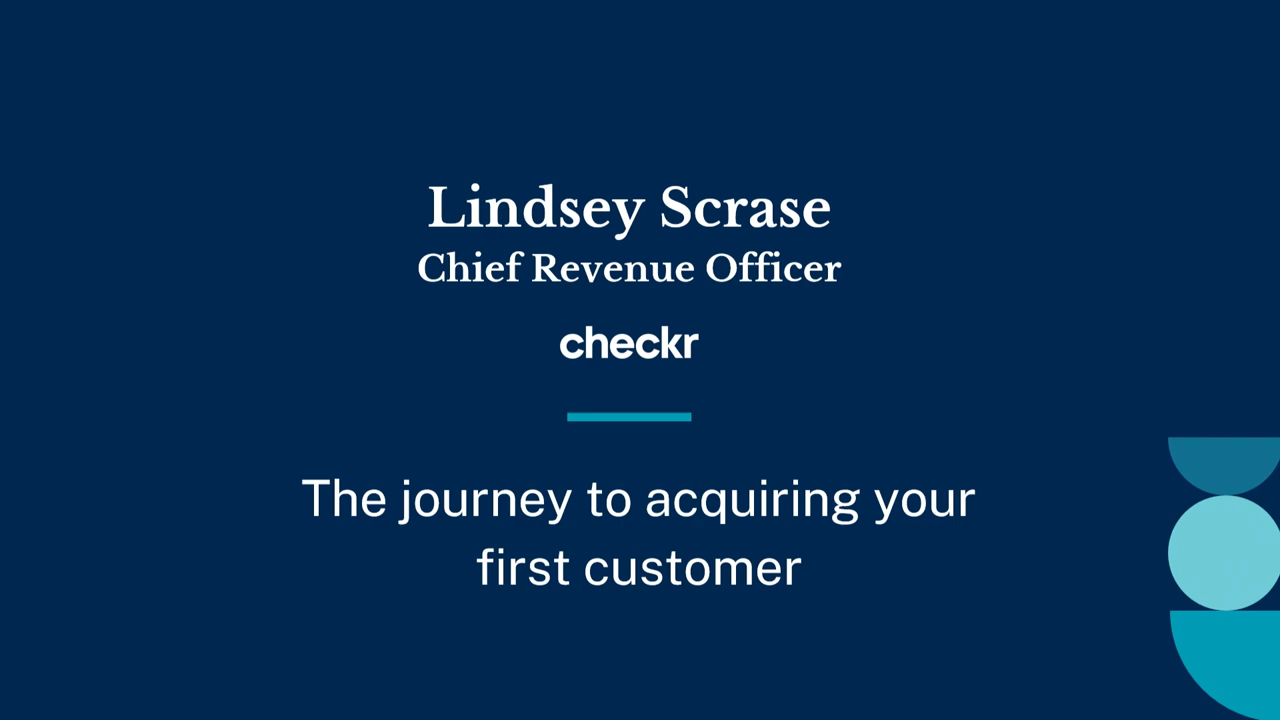 Lindsey Scrase
Chief Revenue Officer
checkr
The journey to acquiring your
first customer